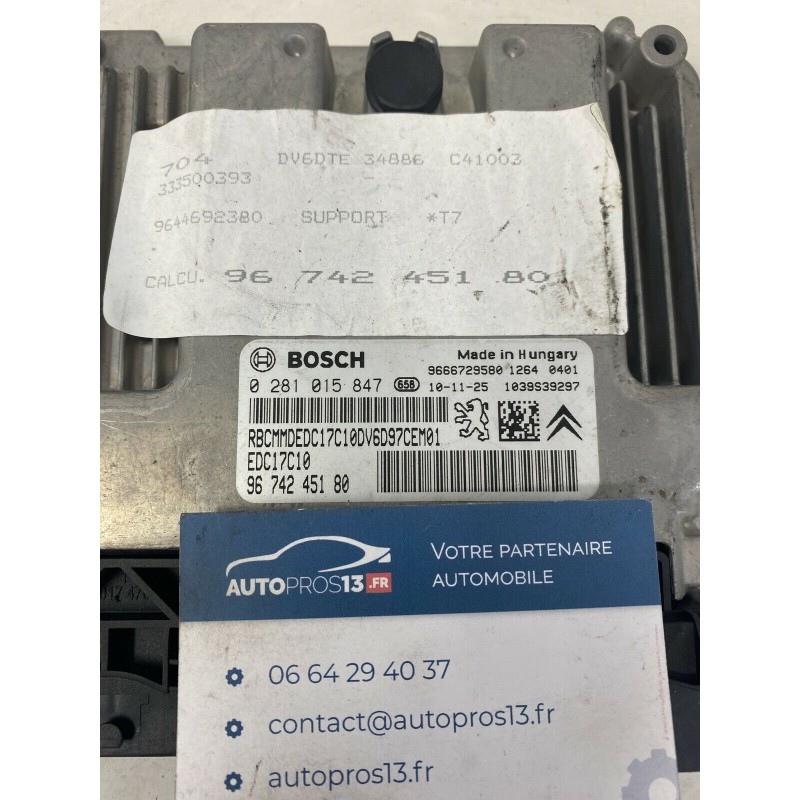 704 DV6DTE 34886 C41003
333500393 -
9644692380 SUPPORT *T7
CALCU. 96 742 451 80
BOSCH Made in Hungary
9666729580 1264 0401
0 281 015 847 65B 10-11-25 1039S39297
RBCMMDEDC17C10DV6D97CEM01
EDC17C10
96 742 451 80
AUTOPROS13.FR
VOTRE PARTENAIRE
AUTOMOBILE
06 64 29 40 37
contact@autopros13.fr
autopros13.fr